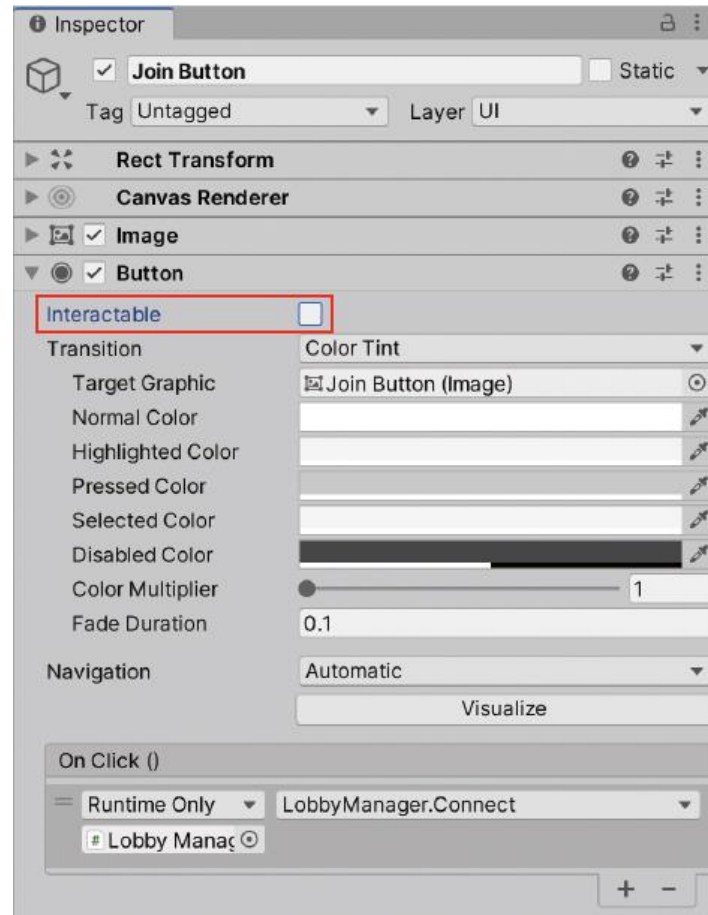 Inspector
Join Button Static
Tag Untagged Layer UI
Rect Transform
Canvas Renderer
Image
Button
Interactable
Transition Color Tint
Target Graphic Join Button (Image)
Normal Color
Highlighted Color
Pressed Color
Selected Color
Disabled Color
Color Multiplier 1
Fade Duration 0.1
Navigation Automatic
Visualize
On Click ()
Runtime Only LobbyManager.Connect
# Lobby Manag